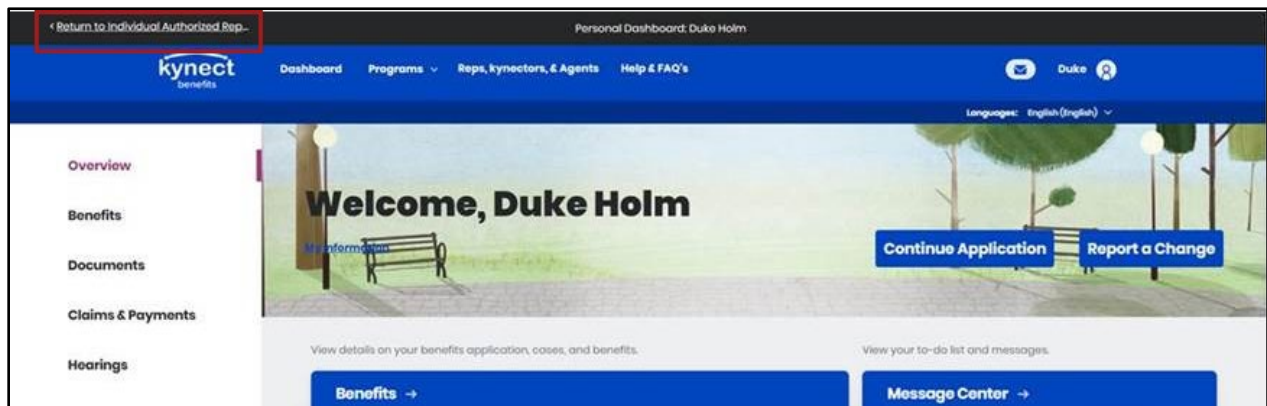 < Return to Individual Authorized Rep...
Personal Dashboard: Duke Holm
kynect
benefits
Dashboard Programs Reps, kynectors, & Agents Help & FAQ's
Duke
Languages: English (English)
Overview
Benefits
Documents
Claims & Payments
Hearings
Welcome, Duke Holm
My Information
Continue Application
Report a Change
View details on your benefits application, cases, and benefits.
View your to-do list and messages.
Benefits →
Message Center →